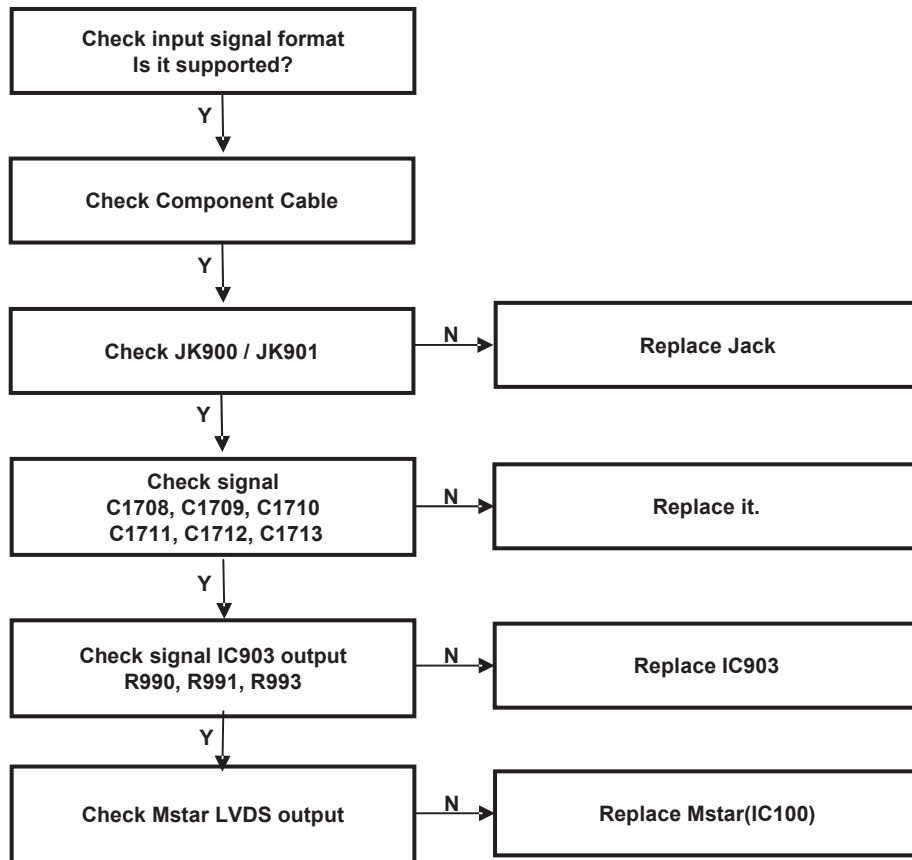 Check input signal format
Is it supported?
Y
Check Component Cable
Y
Check JK900 / JK901
N
Replace Jack
Y
Check signal
C1708, C1709, C1710
C1711, C1712, C1713
N
Replace it.
Y
Check signal IC903 output
R990, R991, R993
N
Replace IC903
Y
Check Mstar LVDS output
N
Replace Mstar(IC100)